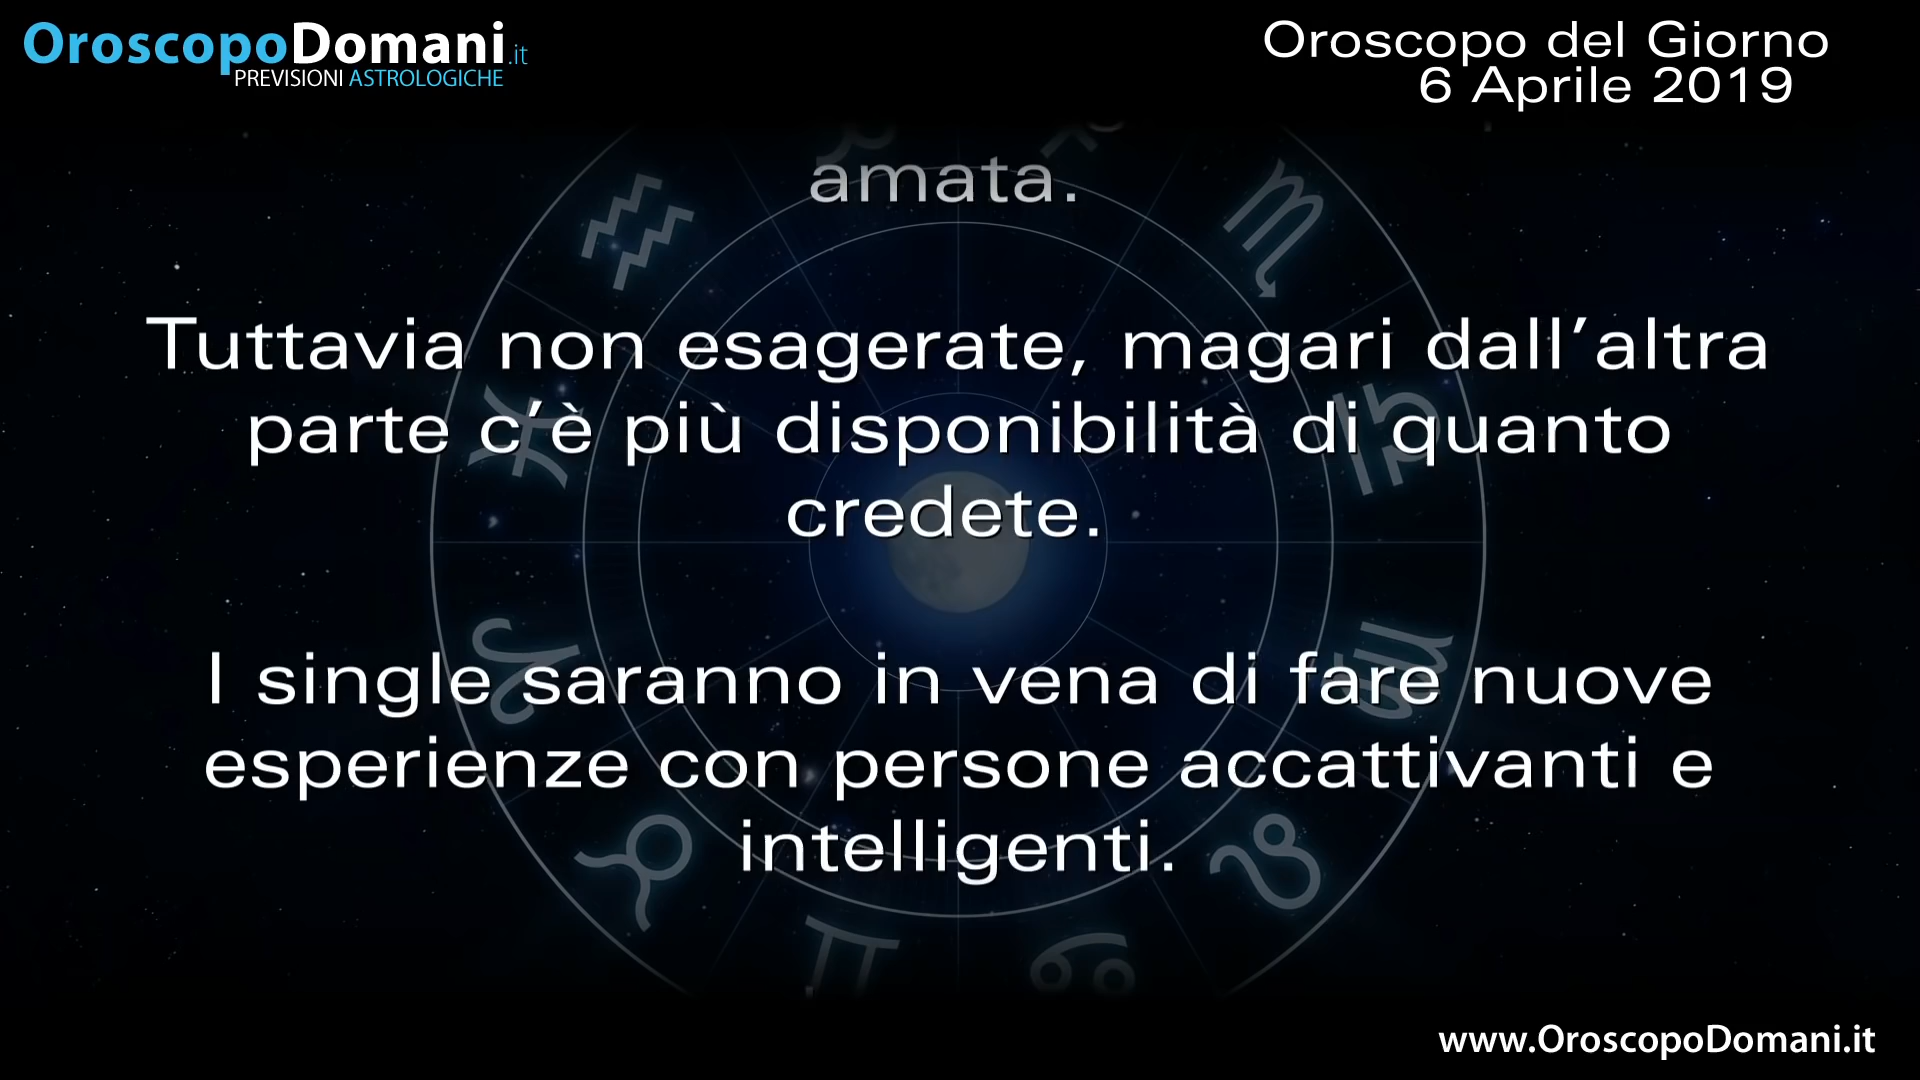 OroscopoDomani.it
PREVISIONI ASTROLOGICHE
Oroscopo del Giorno
6 Aprile 2019
amata.
Tuttavia non esagerate, magari dall’altra
parte c’è più disponibilità di quanto
credete.
I single saranno in vena di fare nuove
esperienze con persone accattivanti e
intelligenti.
www.OroscopoDomani.it